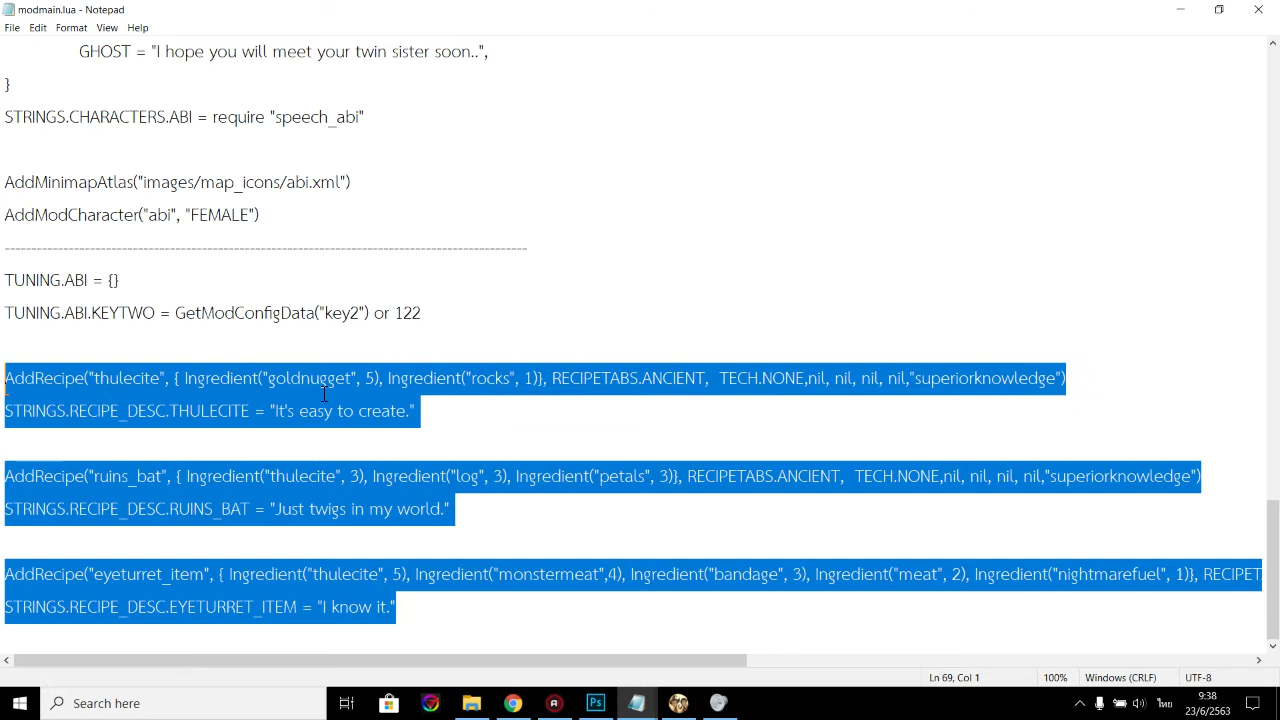 modmain.lua - Notepad
File Edit Format View Help
GHOST = "I hope you will meet your twin sister soon..",
}
STRINGS.CHARACTERS.ABI = require "speech_abi"
AddMinimapAtlas("images/map_icons/abi.xml")
AddModCharacter("abi", "FEMALE")
---------------------------------------------------------------------------------------------------
TUNING.ABI = {}
TUNING.ABI.KEYTWO = GetModConfigData("key2") or 122
AddRecipe("thulecite", { Ingredient("goldnugget", 5), Ingredient("rocks", 1)}, RECIPETABS.ANCIENT,  TECH.NONE,nil, nil, nil, nil,"superiorknowledge")
STRINGS.RECIPE_DESC.THULECITE = "It's easy to create."
AddRecipe("ruins_bat", { Ingredient("thulecite", 3), Ingredient("log", 3), Ingredient("petals", 3)}, RECIPETABS.ANCIENT,  TECH.NONE,nil, nil, nil, nil,"superiorknowledge")
STRINGS.RECIPE_DESC.RUINS_BAT = "Just twigs in my world."
AddRecipe("eyeturret_item", { Ingredient("thulecite", 5), Ingredient("monstermeat",4), Ingredient("bandage", 3), Ingredient("meat", 2), Ingredient("nightmarefuel", 1)}, RECIPET
STRINGS.RECIPE_DESC.EYETURRET_ITEM = "I know it."
Ln 69, Col 1 100% Windows (CRLF) UTF-8
Search here
Ps
ไทย
9:38
23/6/2563